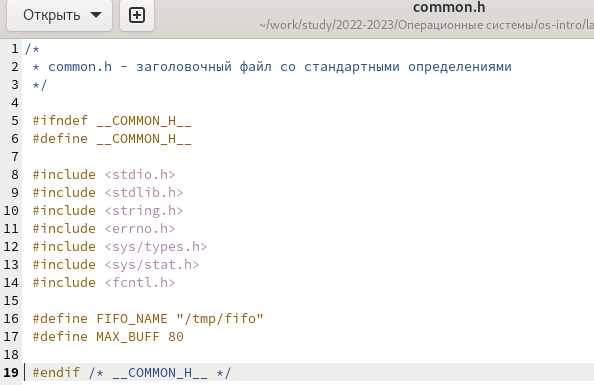 Открыть
common.h
~/work/study/2022-2023/Операционные системы/os-intro/la
1 /*
2  * common.h – заголовочный файл со стандартными определениями
3  */
4
5  #ifndef __COMMON_H__
6  #define __COMMON_H__
7
8  #include <stdio.h>
9  #include <stdlib.h>
10  #include <string.h>
11  #include <errno.h>
12  #include <sys/types.h>
13  #include <sys/stat.h>
14  #include <fcntl.h>
15
16  #define FIFO_NAME "/tmp/fifo"
17  #define MAX_BUFF 80
18
19  #endif /* __COMMON_H__ */